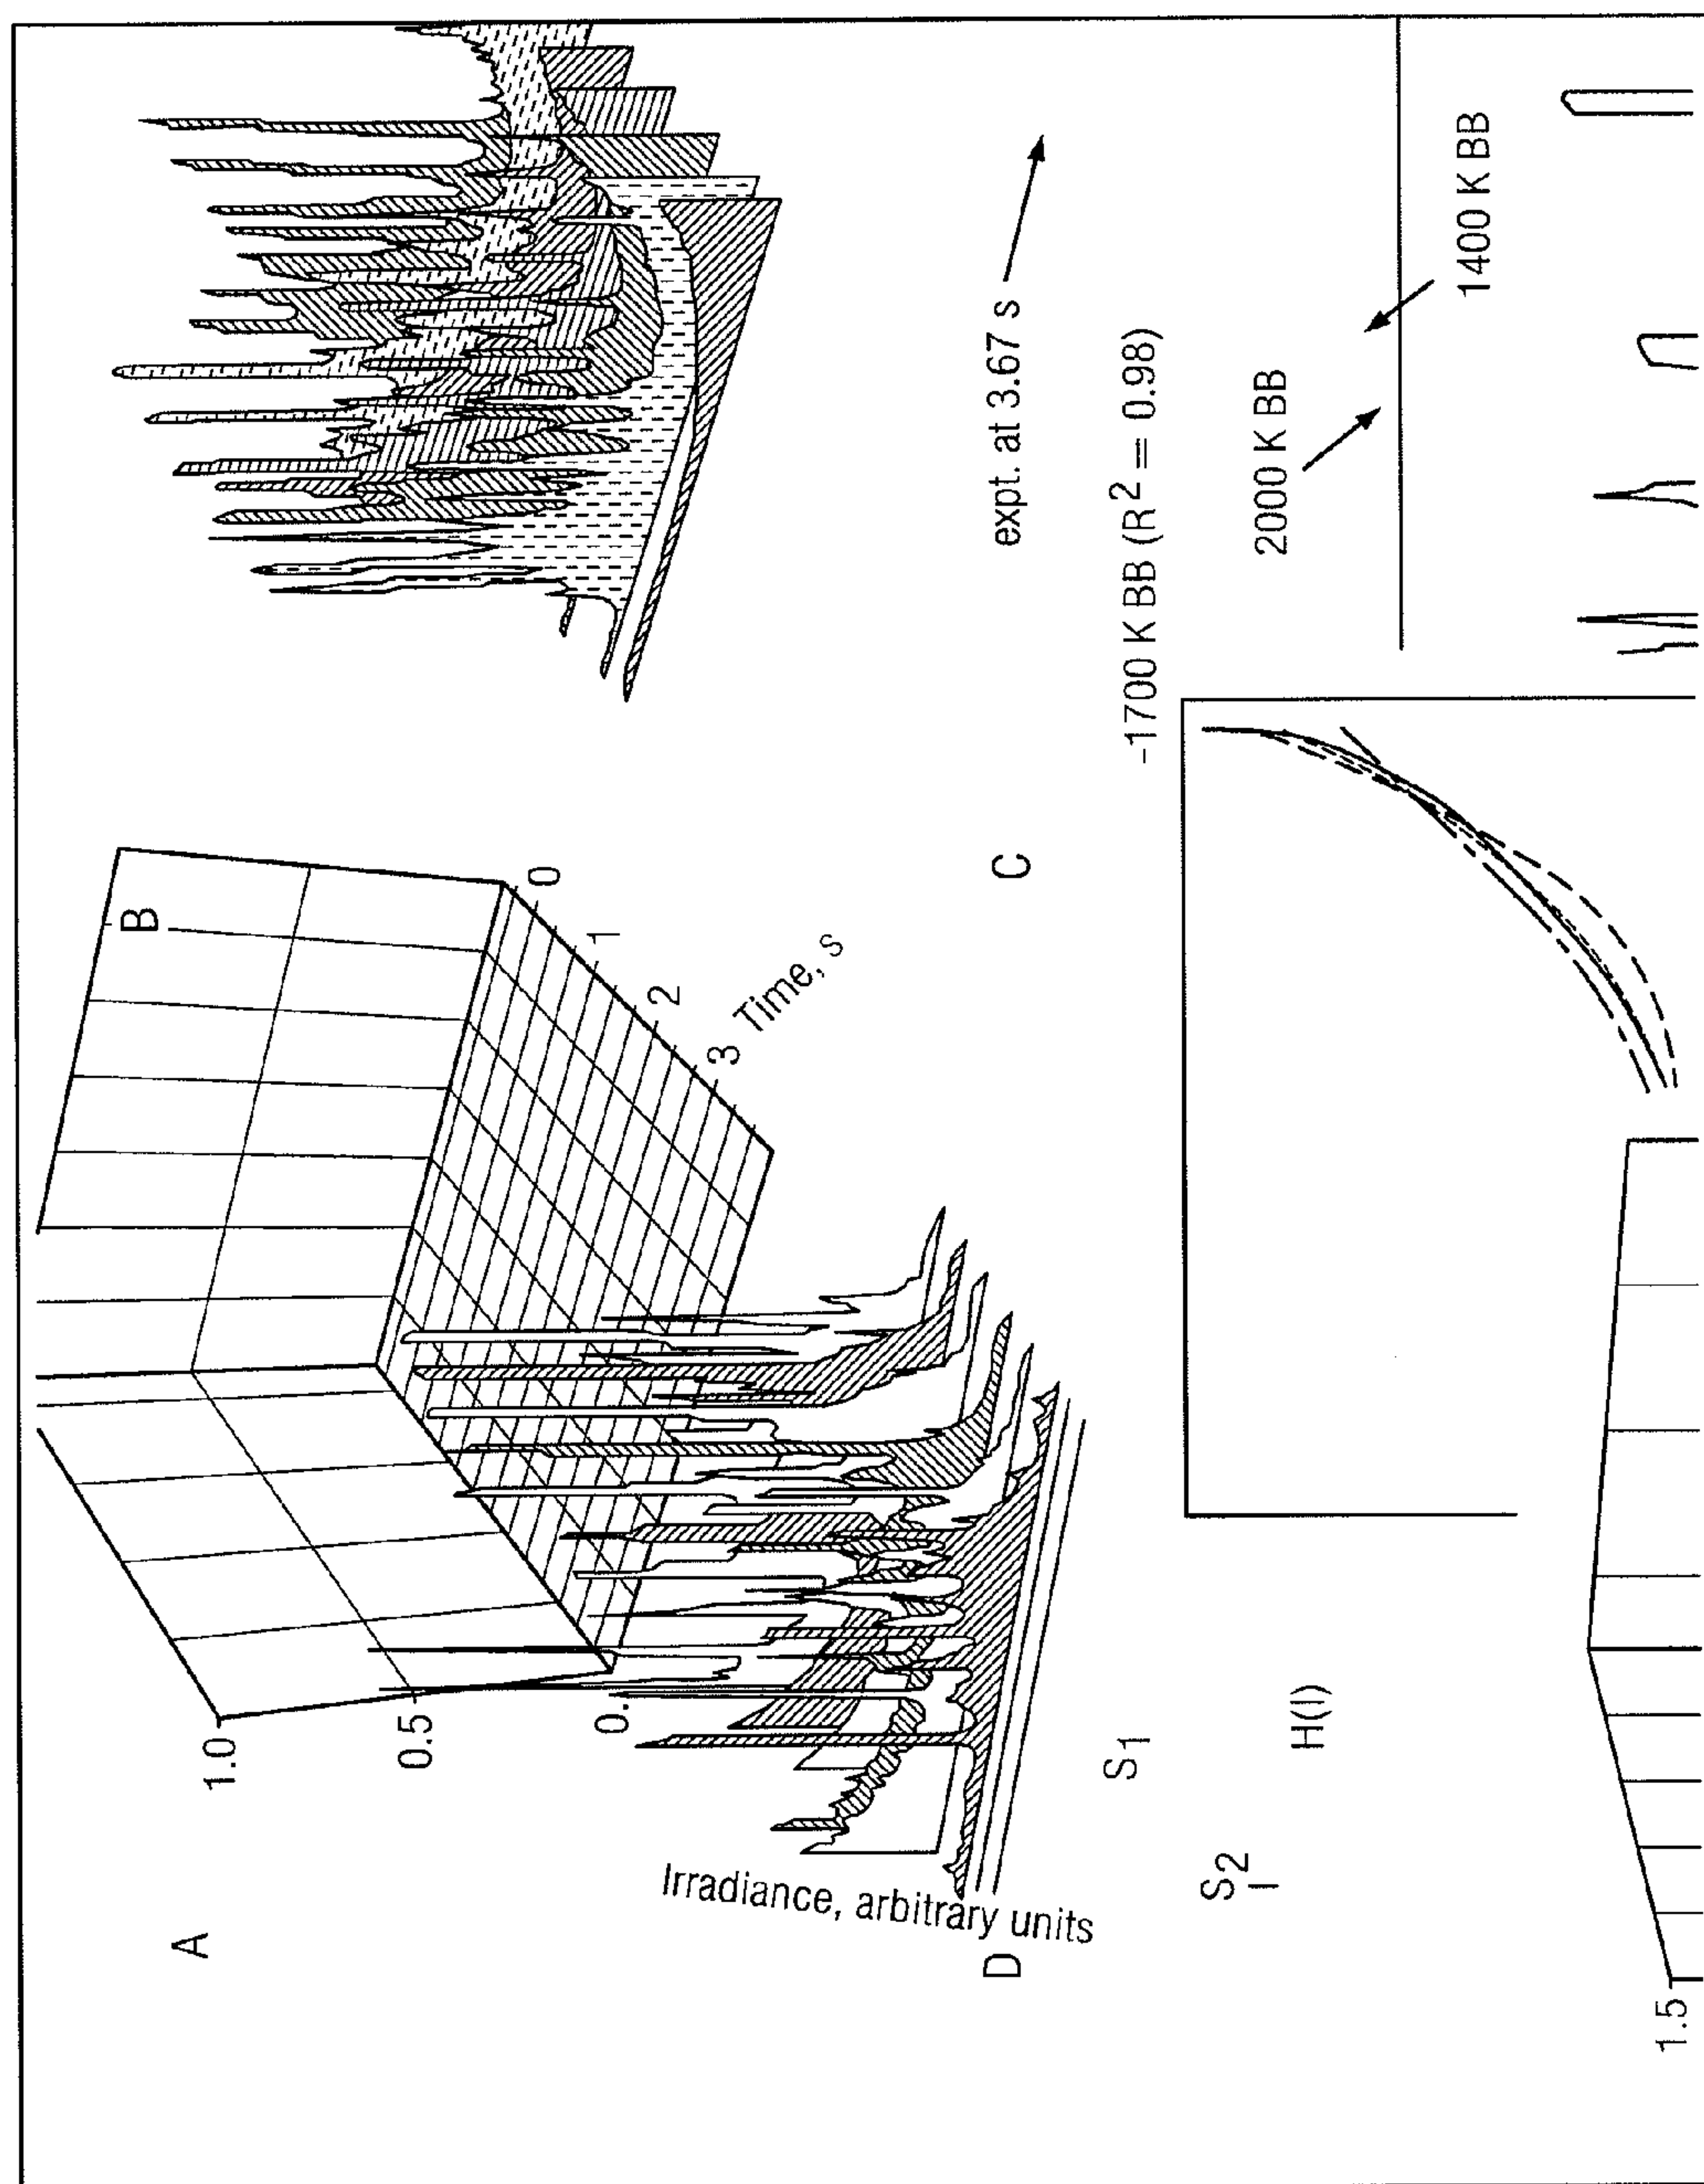 A
B
1.0
0.5
0.
0
1
2
3
Time, s
Irradiance, arbitrary units
C
expt. at 3.67 s
-1700 K BB (R2 = 0.98)
2000 K BB
1400 K BB
D
S1
S2
I
H(I)
1.5